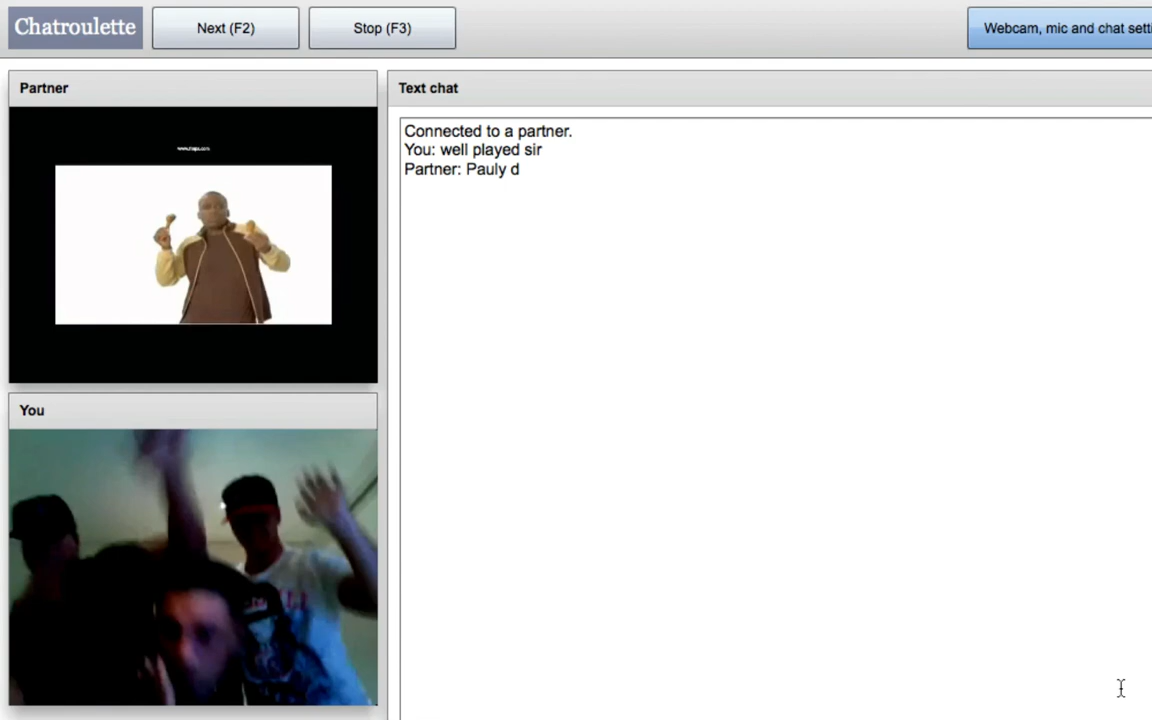 Chatroulette
Next (F2)
Stop (F3)
Webcam, mic and chat setti
Partner
Text chat
Connected to a partner.
You: well played sir
Partner: Pauly d
You